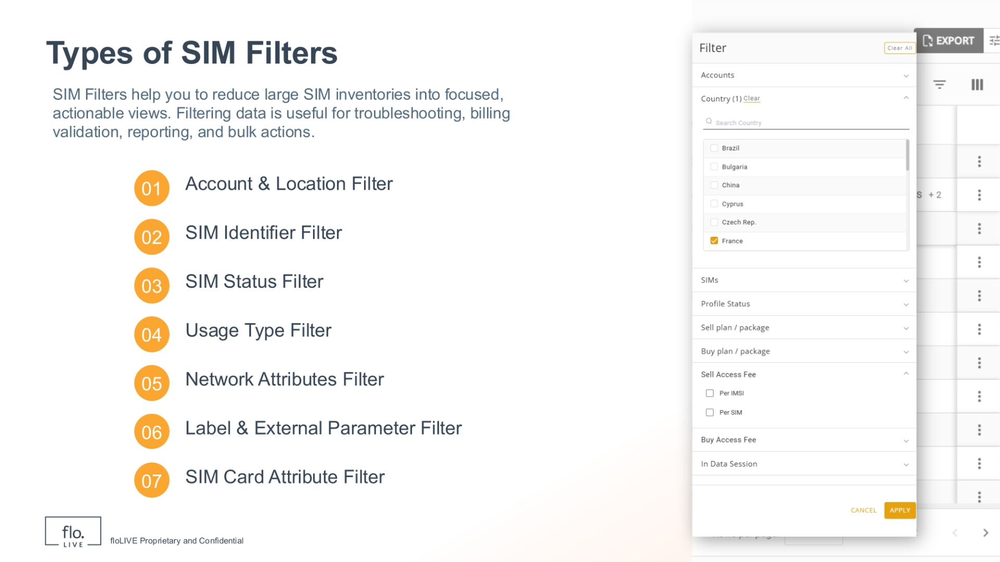 Types of SIM Filters
SIM Filters help you to reduce large SIM inventories into focused,
actionable views. Filtering data is useful for troubleshooting, billing
validation, reporting, and bulk actions.
01 Account & Location Filter
02 SIM Identifier Filter
03 SIM Status Filter
04 Usage Type Filter
05 Network Attributes Filter
06 Label & External Parameter Filter
07 SIM Card Attribute Filter
flo.
LIVE
floLIVE Proprietary and Confidential
EXPORT
Filter
Clear All
Accounts
Country (1) Clear
Search Country
Brazil
Bulgaria
China
Cyprus
Czech Rep.
France
S + 2
SIMs
Profile Status
Sell plan / package
Buy plan / package
Sell Access Fee
Per IMSI
Per SIM
Buy Access Fee
In Data Session
CANCEL
APPLY